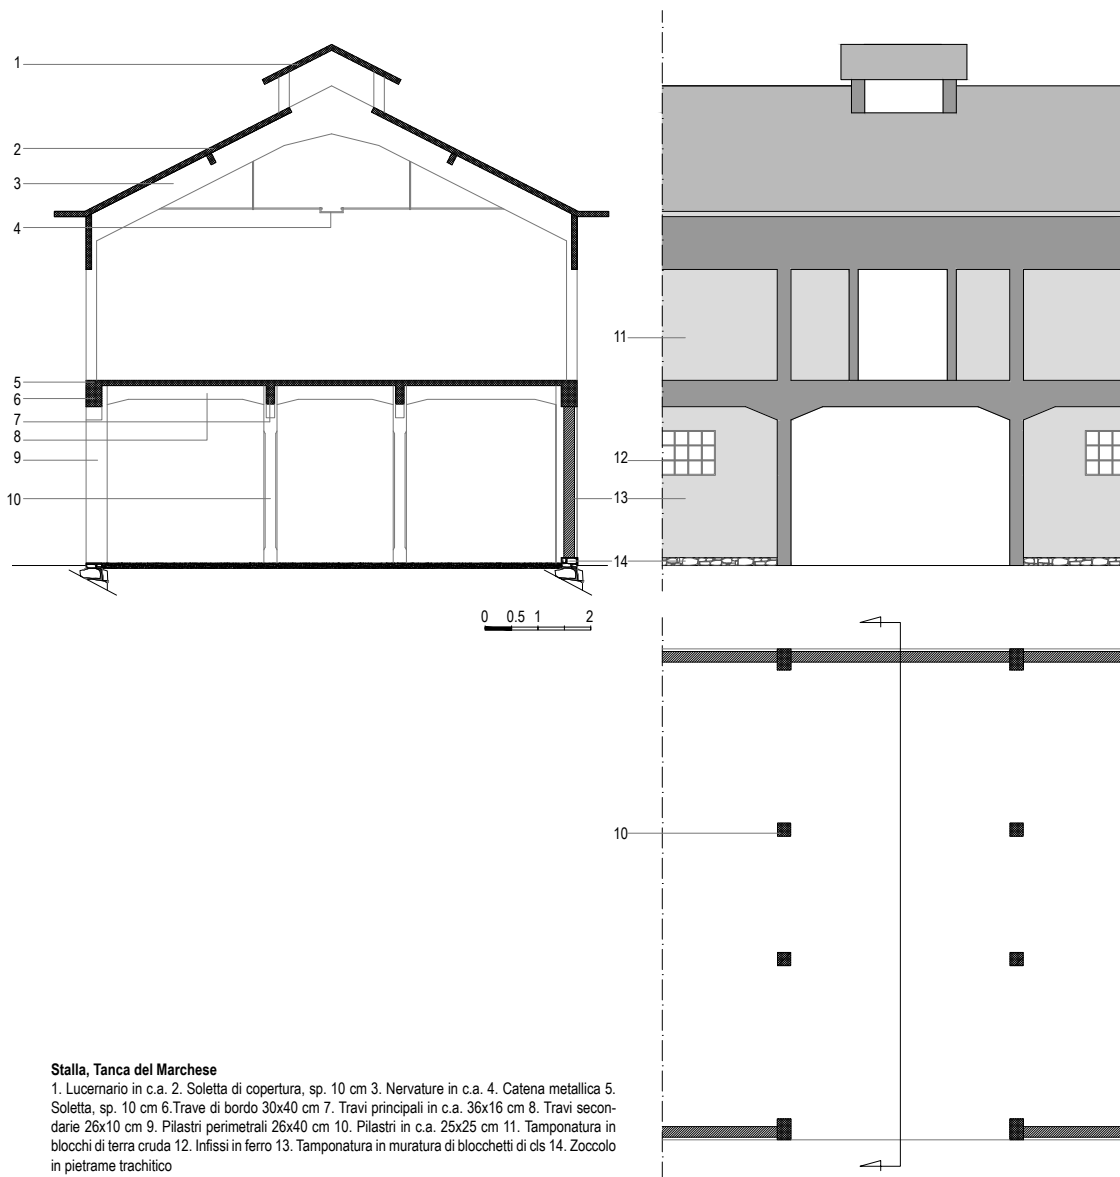 1
2
3
4
5
6
7
8
9
10
11
12
13
14
10
0 0.5 1 2
Stalla, Tanca del Marchese
1. Lucernario in c.a. 2. Soletta di copertura, sp. 10 cm 3. Nervature in c.a. 4. Catena metallica 5.
Soletta, sp. 10 cm 6.Trave di bordo 30x40 cm 7. Travi principali in c.a. 36x16 cm 8. Travi secon-
darie 26x10 cm 9. Pilastri perimetrali 26x40 cm 10. Pilastri in c.a. 25x25 cm 11. Tamponatura in
blocchi di terra cruda 12. Infissi in ferro 13. Tamponatura in muratura di blocchetti di cls 14. Zoccolo
in pietrame trachitico